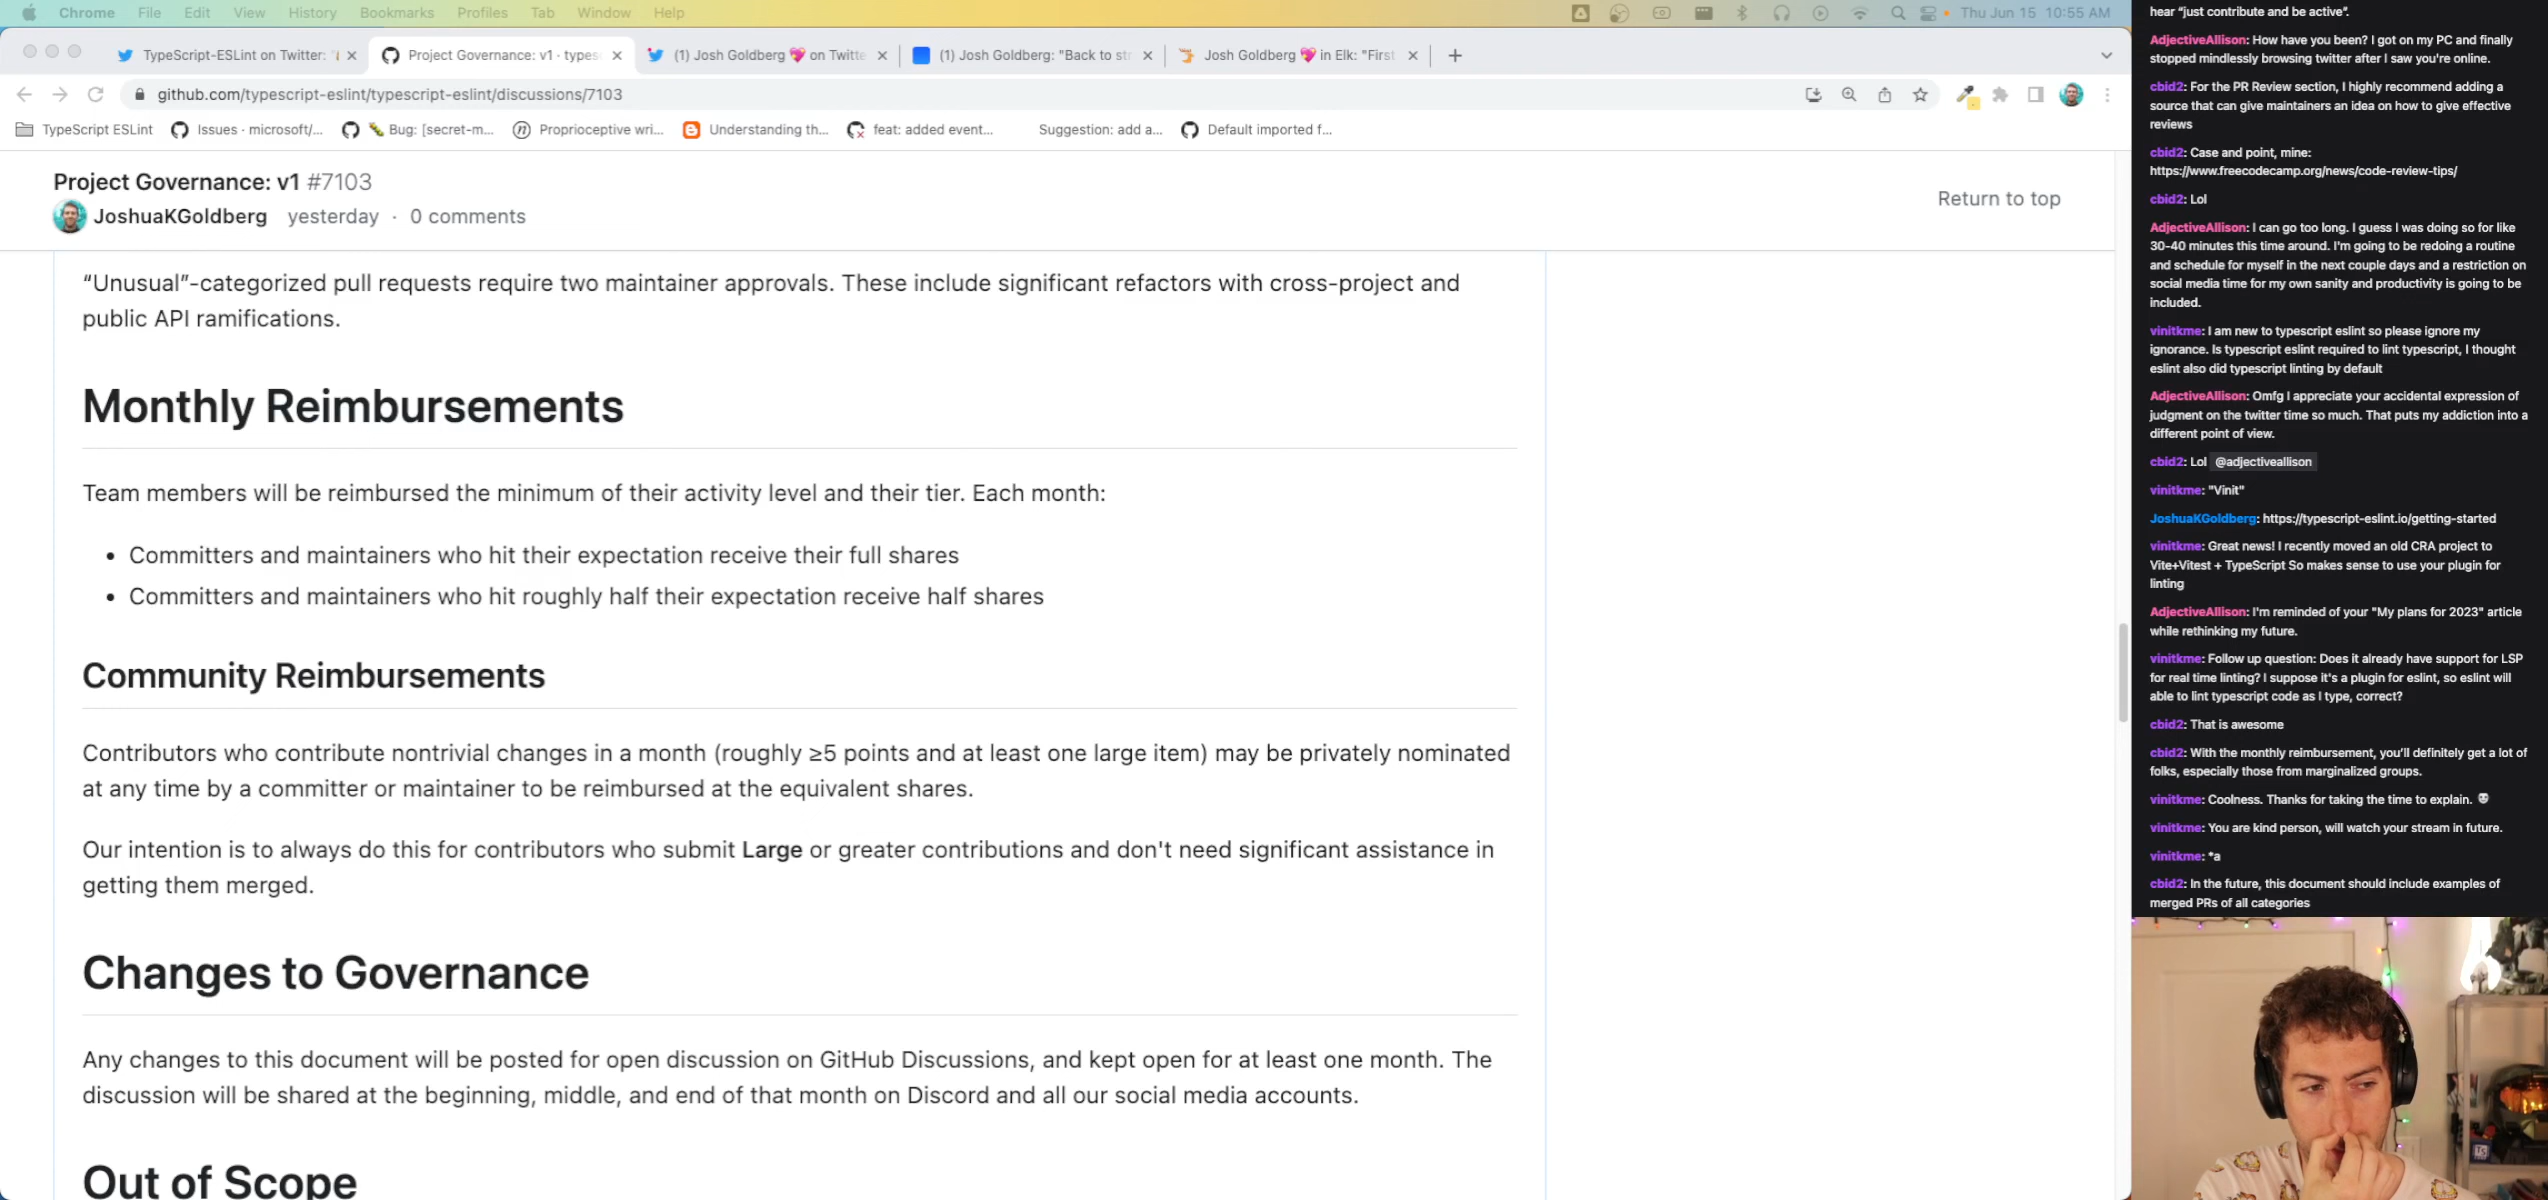 Chrome File Edit View History Bookmarks Profiles Tab Window Help
Thu Jun 15 10:55 AM
TypeScript-ESLint on Twitter: "
Project Governance: v1 · types
(1) Josh Goldberg 💖 on Twitte
(1) Josh Goldberg: "Back to str
Josh Goldberg 💖 in Elk: "First
github.com/typescript-eslint/typescript-eslint/discussions/7103
TypeScript ESLint
Issues · microsoft/...
🐛 Bug: [secret-m...
Proprioceptive wri...
Understanding th...
feat: added event...
Suggestion: add a...
Default imported f...
Project Governance: v1 #7103
JoshuaKGoldberg yesterday · 0 comments
Return to top
“Unusual”-categorized pull requests require two maintainer approvals. These include significant refactors with cross-project and
public API ramifications.
Monthly Reimbursements
Team members will be reimbursed the minimum of their activity level and their tier. Each month:
• Committers and maintainers who hit their expectation receive their full shares
• Committers and maintainers who hit roughly half their expectation receive half shares
Community Reimbursements
Contributors who contribute nontrivial changes in a month (roughly ≥5 points and at least one large item) may be privately nominated
at any time by a committer or maintainer to be reimbursed at the equivalent shares.
Our intention is to always do this for contributors who submit Large or greater contributions and don't need significant assistance in
getting them merged.
Changes to Governance
Any changes to this document will be posted for open discussion on GitHub Discussions, and kept open for at least one month. The
discussion will be shared at the beginning, middle, and end of that month on Discord and all our social media accounts.
Out of Scope
hear “just contribute and be active”.
AdjectiveAllison: How have you been? I got on my PC and finally
stopped mindlessly browsing twitter after I saw you're online.
cbid2: For the PR Review section, I highly recommend adding a
source that can give maintainers an idea on how to give effective
reviews
cbid2: Case and point, mine:
https://www.freecodecamp.org/news/code-review-tips/
cbid2: Lol
AdjectiveAllison: I can go too long. I guess I was doing so for like
30-40 minutes this time around. I'm going to be redoing a routine
and schedule for myself in the next couple days and a restriction on
social media time for my own sanity and productivity is going to be
included.
vinitkme: I am new to typescript eslint so please ignore my
ignorance. Is typescript eslint required to lint typescript, I thought
eslint also did typescript linting by default
AdjectiveAllison: Omfg I appreciate your accidental expression of
judgment on the twitter time so much. That puts my addiction into a
different point of view.
cbid2: Lol @adjectiveallison
vinitkme: "Vinit"
JoshuaKGoldberg: https://typescript-eslint.io/getting-started
vinitkme: Great news! I recently moved an old CRA project to
Vite+Vitest + TypeScript So makes sense to use your plugin for
linting
AdjectiveAllison: I'm reminded of your "My plans for 2023" article
while rethinking my future.
vinitkme: Follow up question: Does it already have support for LSP
for real time linting? I suppose it's a plugin for eslint, so eslint will
able to lint typescript code as I type, correct?
cbid2: That is awesome
cbid2: With the monthly reimbursement, you’ll definitely get a lot of
folks, especially those from marginalized groups.
vinitkme: Coolness. Thanks for taking the time to explain.
vinitkme: You are kind person, will watch your stream in future.
vinitkme: *a
cbid2: In the future, this document should include examples of
merged PRs of all categories